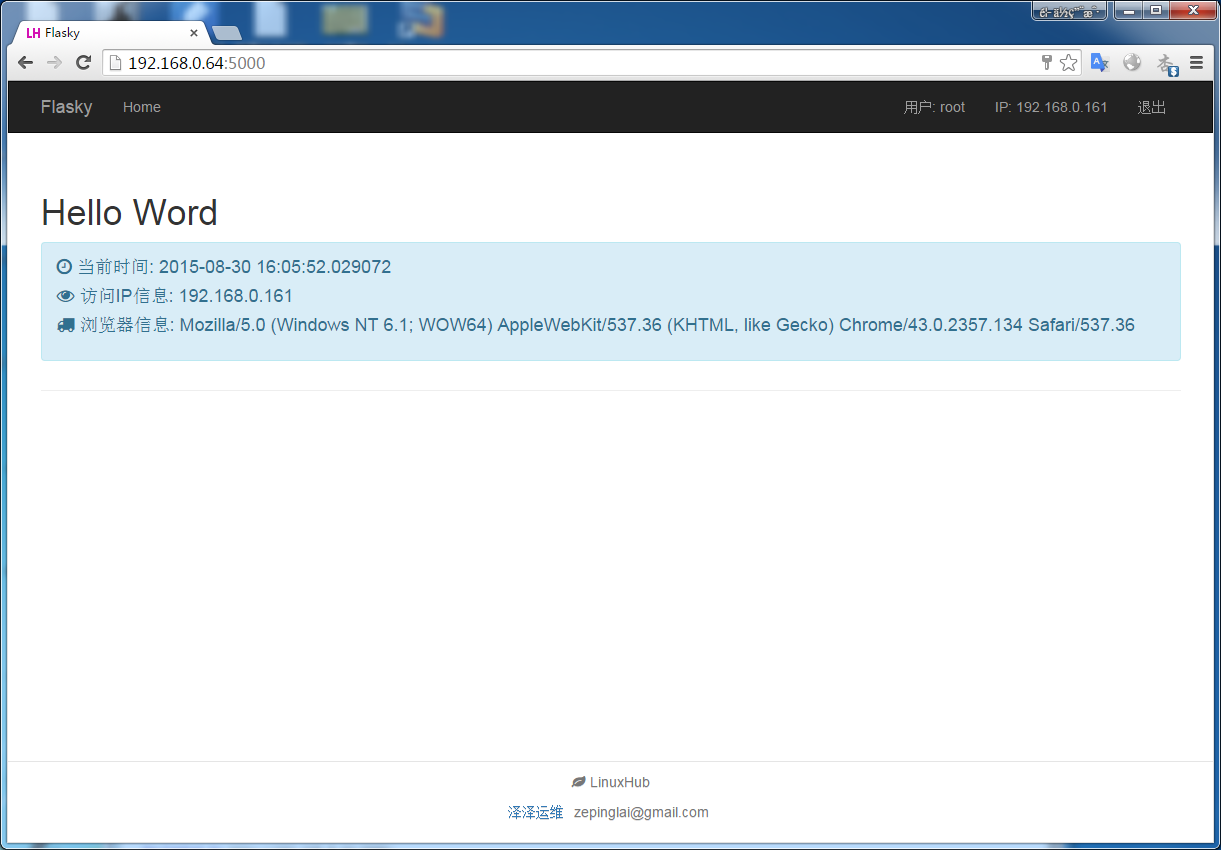 LH Flasky
192.168.0.64:5000
Flasky Home 用户: root IP: 192.168.0.161 退出
Hello Word
当前时间: 2015-08-30 16:05:52.029072
访问IP信息: 192.168.0.161
浏览器信息: Mozilla/5.0 (Windows NT 6.1; WOW64) AppleWebKit/537.36 (KHTML, like Gecko) Chrome/43.0.2357.134 Safari/537.36
LinuxHub
泽泽运维 zepinglai@gmail.com